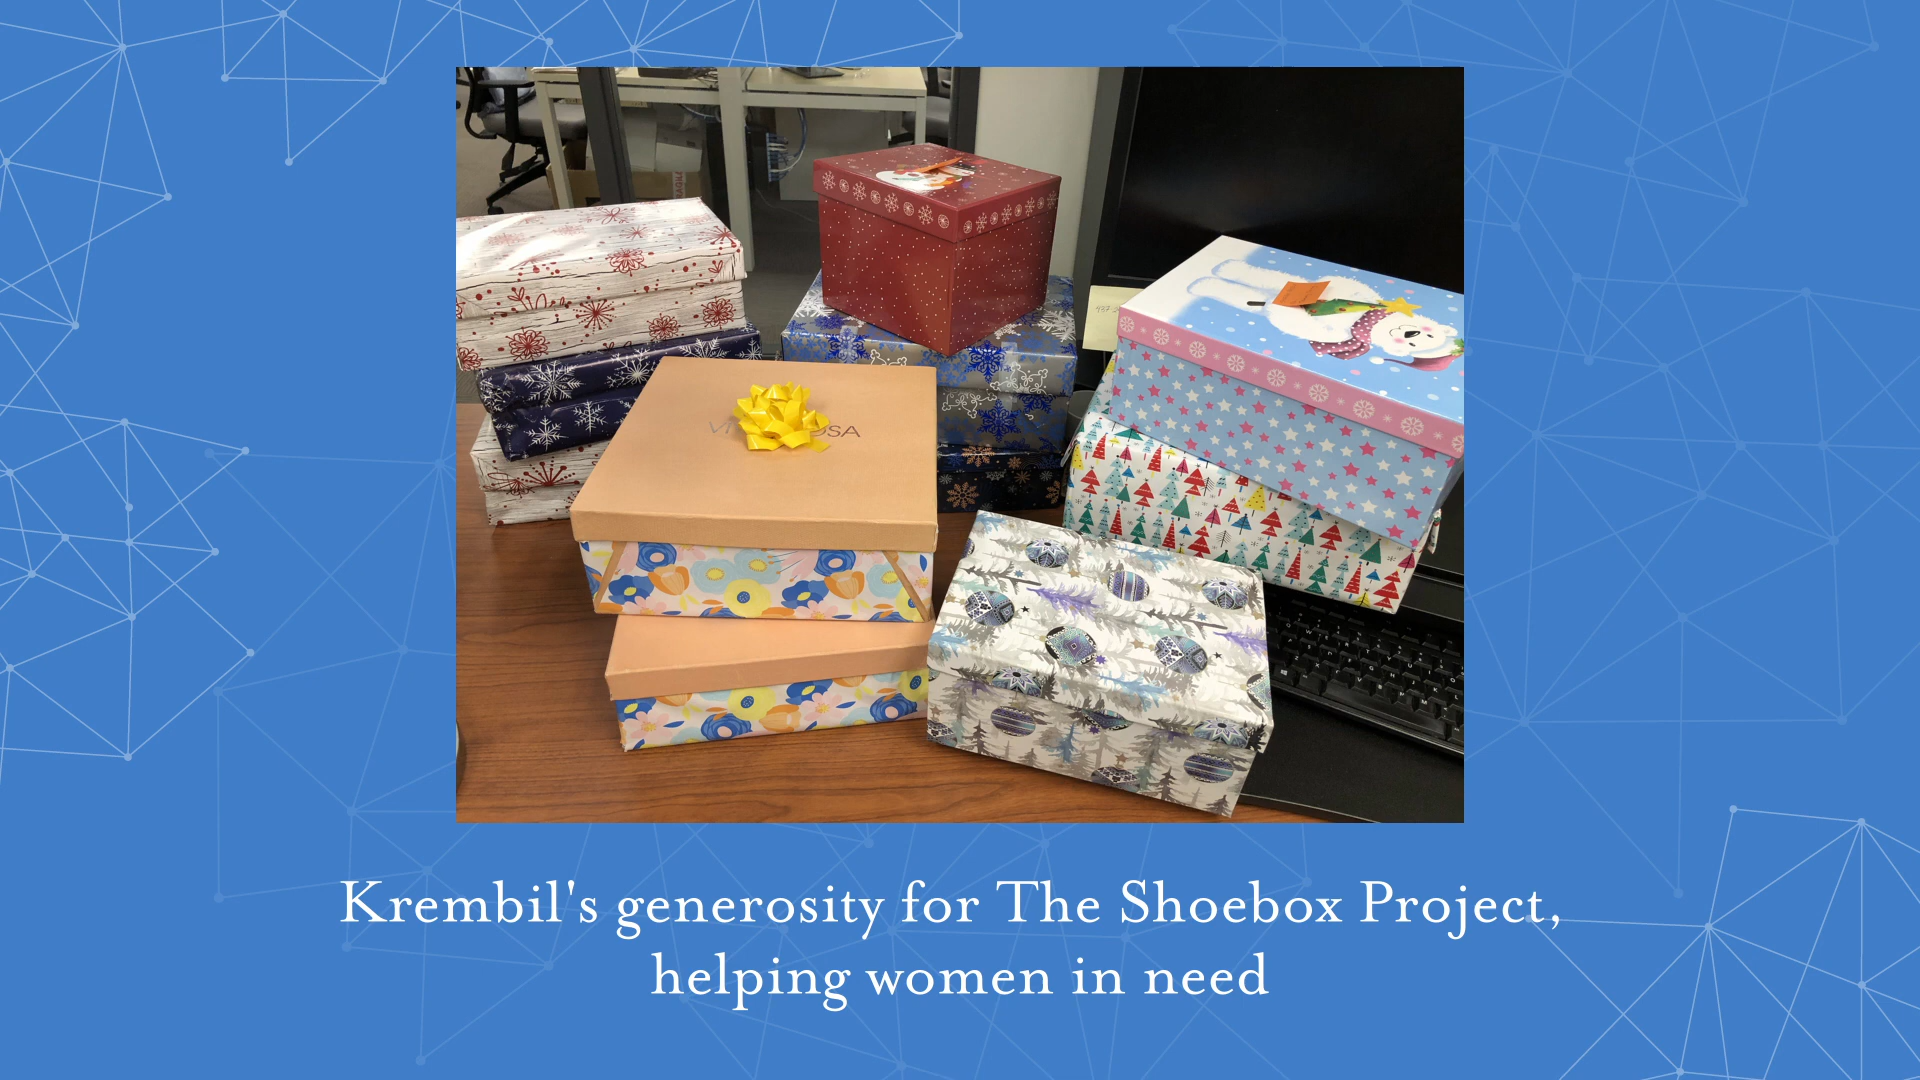 Krembil's generosity for The Shoebox Project,
helping women in need